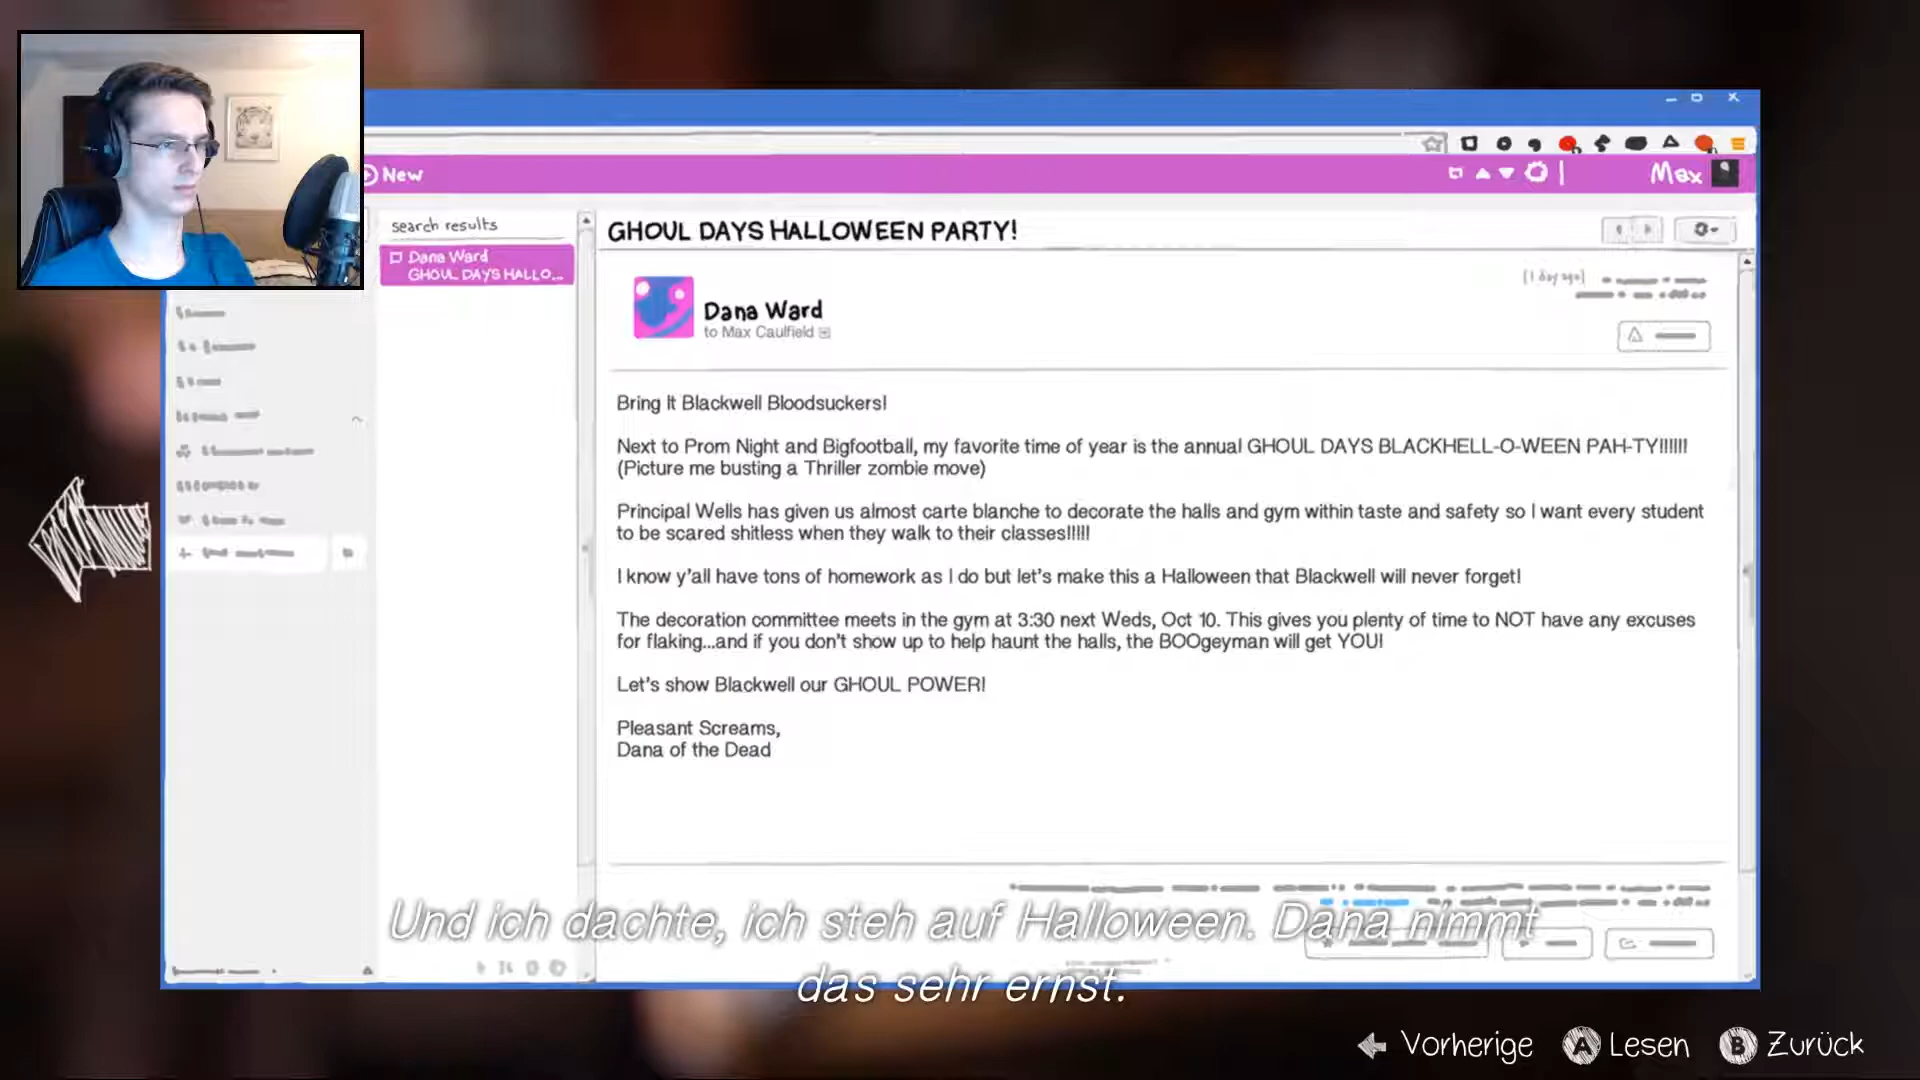 New
Max
search results
Dana Ward
GHOUL DAYS HALLO...
GHOUL DAYS HALLOWEEN PARTY!
(1 day ago)
Dana Ward
to Max Caulfield
Bring It Blackwell Bloodsuckers!
Next to Prom Night and Bigfootball, my favorite time of year is the annual GHOUL DAYS BLACKHELL-O-WEEN PAH-TY!!!!!!
(Picture me busting a Thriller zombie move)
Principal Wells has given us almost carte blanche to decorate the halls and gym within taste and safety so I want every student
to be scared shitless when they walk to their classes!!!!!
I know y'all have tons of homework as I do but let's make this a Halloween that Blackwell will never forget!
The decoration committee meets in the gym at 3:30 next Weds, Oct 10. This gives you plenty of time to NOT have any excuses
for flaking...and if you don't show up to help haunt the halls, the BOOgeyman will get YOU!
Let's show Blackwell our GHOUL POWER!
Pleasant Screams,
Dana of the Dead
Und ich dachte, ich steh auf Halloween. Dana nimmt
das sehr ernst.
Vorherige
A Lesen
B Zurück